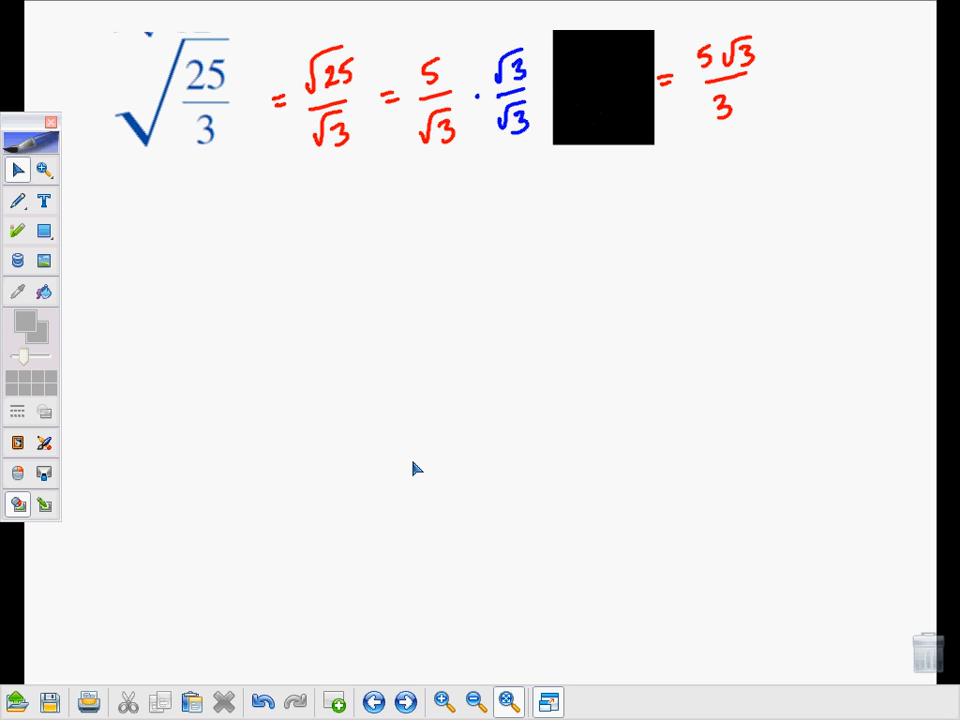 √(25/3) = √25/√3 = 5/√3 · √3/√3 = 5√3/3
T